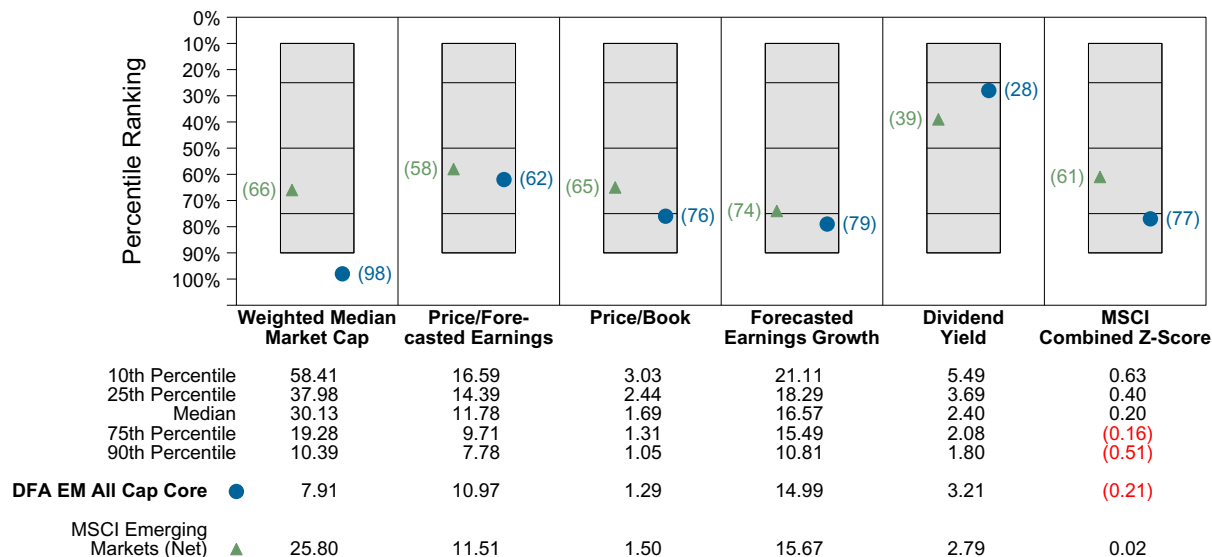 Percentile Ranking
0%
10%
20%
30%
40%
50%
60%
70%
80%
90%
100%
(66)
(98)
(58)
(62)
(65)
(76)
(74)
(79)
(39)
(28)
(61)
(77)
Weighted Median
Market Cap
Price/Fore-
casted Earnings
Price/Book
Forecasted
Earnings Growth
Dividend
Yield
MSCI
Combined Z-Score
10th Percentile 58.41 16.59 3.03 21.11 5.49 0.63
25th Percentile 37.98 14.39 2.44 18.29 3.69 0.40
Median 30.13 11.78 1.69 16.57 2.40 0.20
75th Percentile 19.28 9.71 1.31 15.49 2.08 (0.16)
90th Percentile 10.39 7.78 1.05 10.81 1.80 (0.51)
DFA EM All Cap Core 7.91 10.97 1.29 14.99 3.21 (0.21)
MSCI Emerging
Markets (Net) 25.80 11.51 1.50 15.67 2.79 0.02